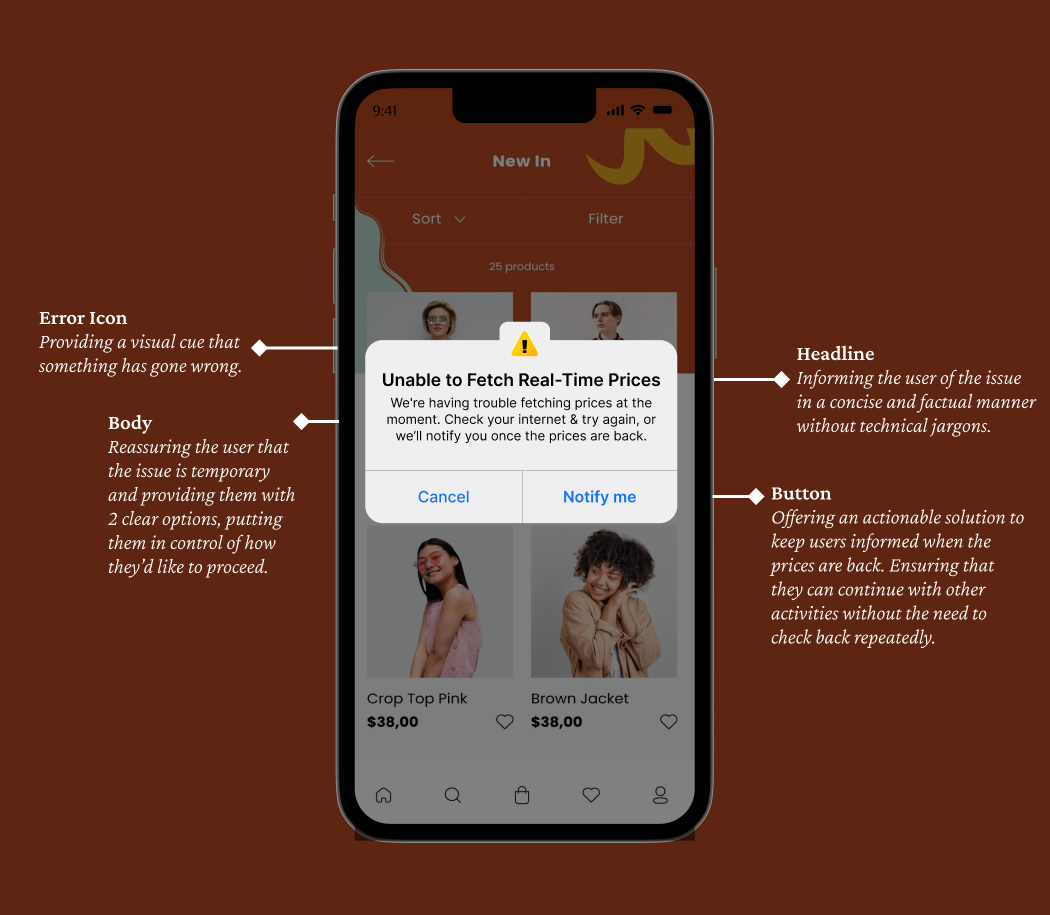 9:41
New In
Sort
Filter
25 products
Error Icon
Providing a visual cue that
something has gone wrong.
Body
Reassuring the user that
the issue is temporary
and providing them with
2 clear options, putting
them in control of how
they’d like to proceed.
Unable to Fetch Real-Time Prices
We're having trouble fetching prices at the
moment. Check your internet & try again, or
we’ll notify you once the prices are back.
Cancel
Notify me
Headline
Informing the user of the issue
in a concise and factual manner
without technical jargons.
Button
Offering an actionable solution to
keep users informed when the
prices are back. Ensuring that
they can continue with other
activities without the need to
check back repeatedly.
Crop Top Pink
$38,00
Brown Jacket
$38,00